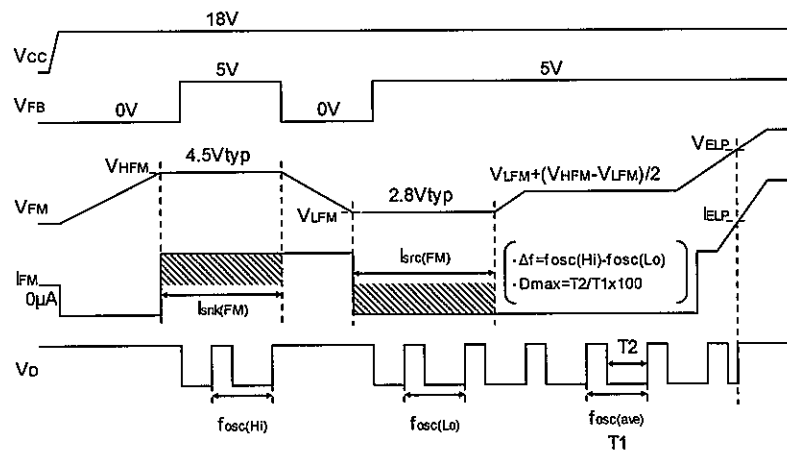 18V
VCC
5V
5V
VFB
0V
0V
VHFM
4.5Vtyp
VELP
VLFM+(VHFM-VLFM)/2
VFM
VLFM
2.8Vtyp
IELP
Isrc(FM)
·Δf=fosc(Hi)-fosc(Lo)
·Dmax=T2/T1x100
IFM
0µA
Isnk(FM)
T2
VD
fosc(Hi)
fosc(Lo)
fosc(ave)
T1